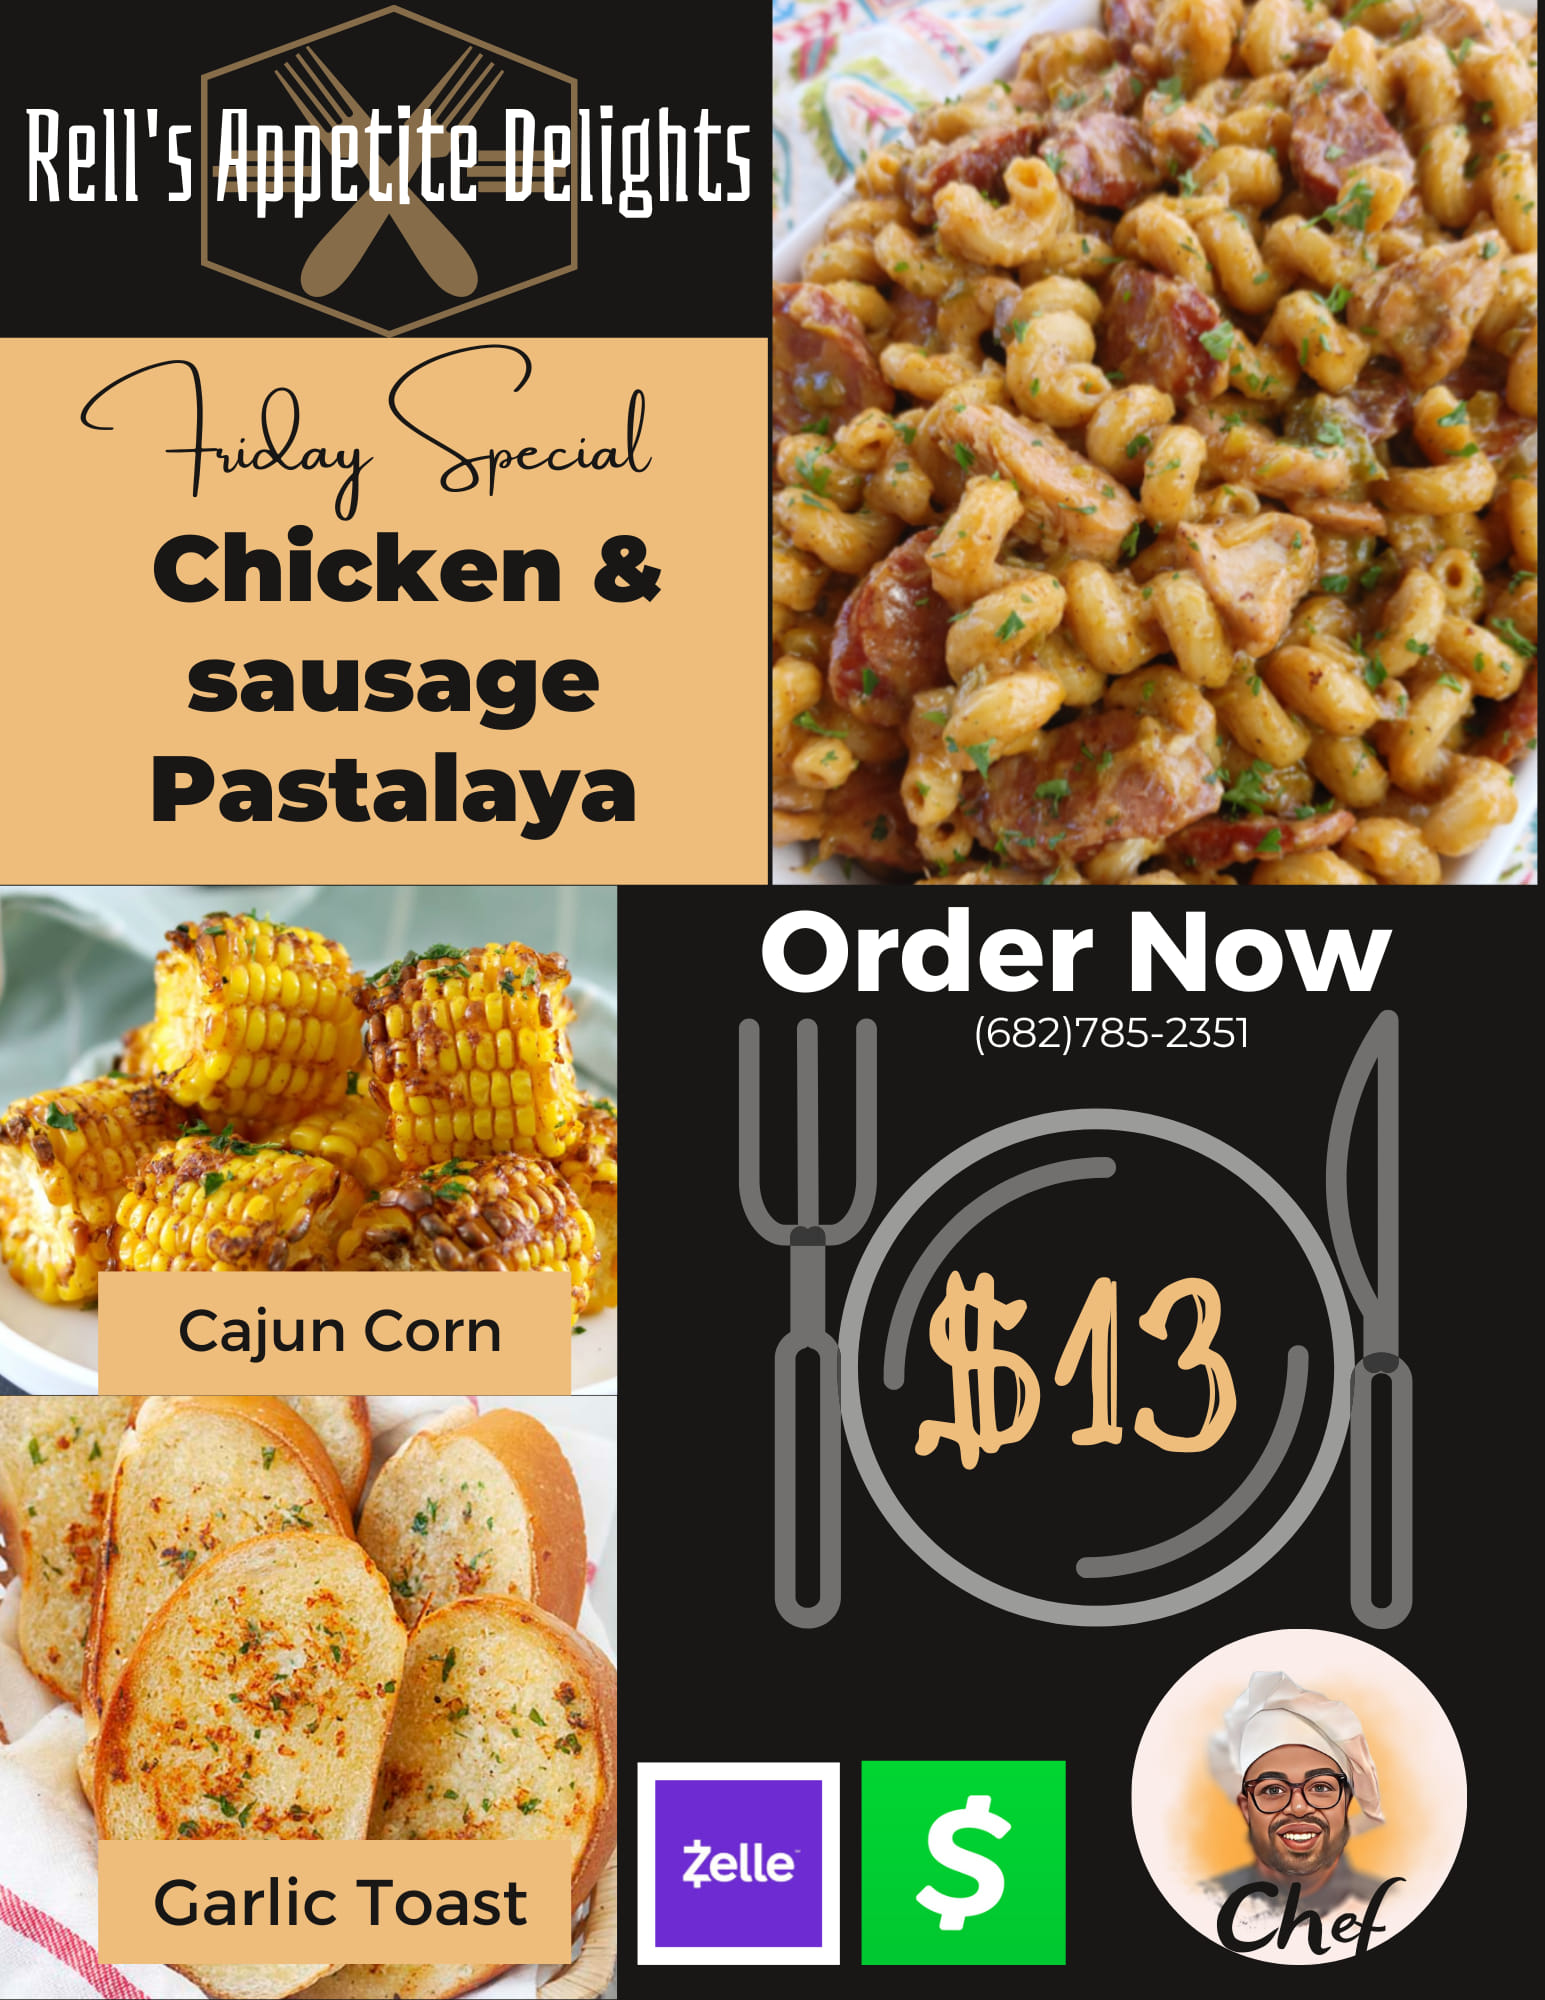 Rell's Appetite Delights
Friday Special
Chicken &
sausage
Pastalaya
Order Now
(682)785-2351
Cajun Corn
$13
Garlic Toast
Zelle
$
Chef